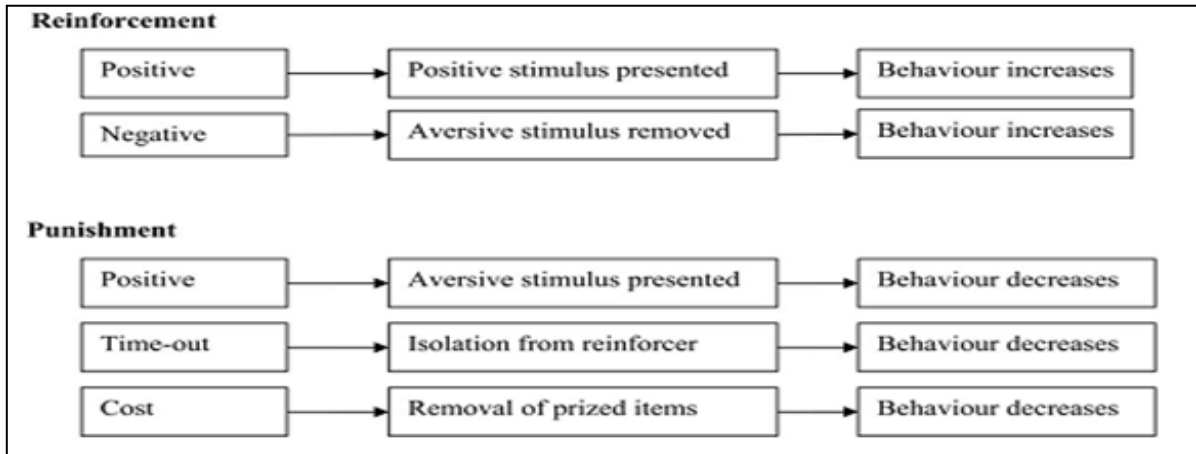 Reinforcement
Positive Positive stimulus presented Behaviour increases
Negative Aversive stimulus removed Behaviour increases
Punishment
Positive Aversive stimulus presented Behaviour decreases
Time-out Isolation from reinforcer Behaviour decreases
Cost Removal of prized items Behaviour decreases